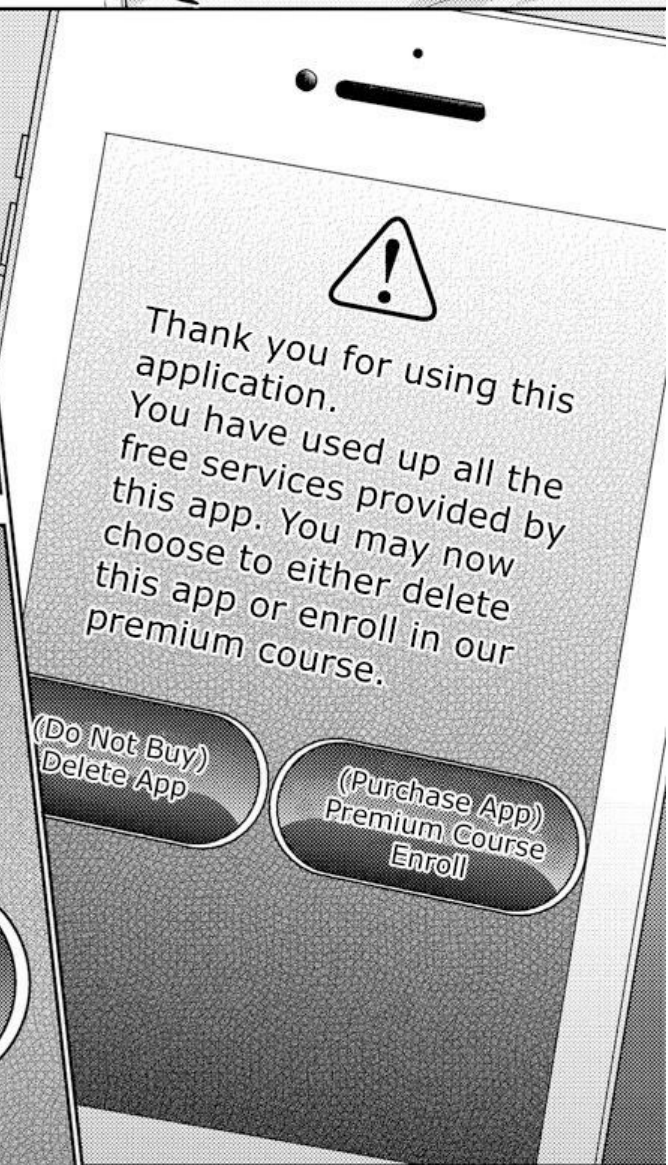 Thank you for using this
application.
You have used up all the
free services provided by
this app. You may now
choose to either delete
this app or enroll in our
premium course.
(Do Not Buy)
Delete App
(Purchase App)
Premium Course
Enroll